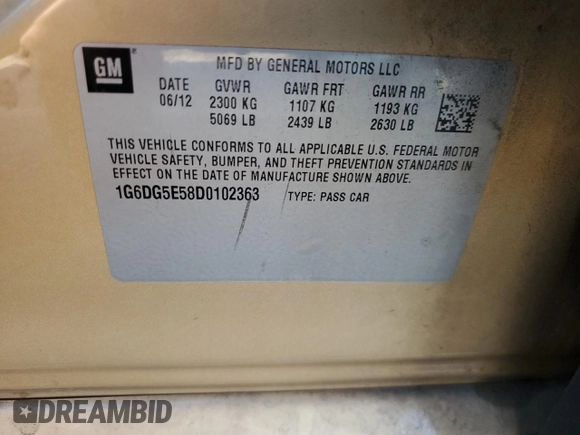 GM
MFD BY GENERAL MOTORS LLC
DATE GVWR GAWR FRT GAWR RR
06/12 2300 KG 1107 KG 1193 KG
5069 LB 2439 LB 2630 LB
THIS VEHICLE CONFORMS TO ALL APPLICABLE U.S. FEDERAL MOTOR
VEHICLE SAFETY, BUMPER, AND THEFT PREVENTION STANDARDS IN
EFFECT ON THE DATE OF MANUFACTURE SHOWN ABOVE.
1G6DG5E58D0102363 TYPE: PASS CAR
DREAMBID